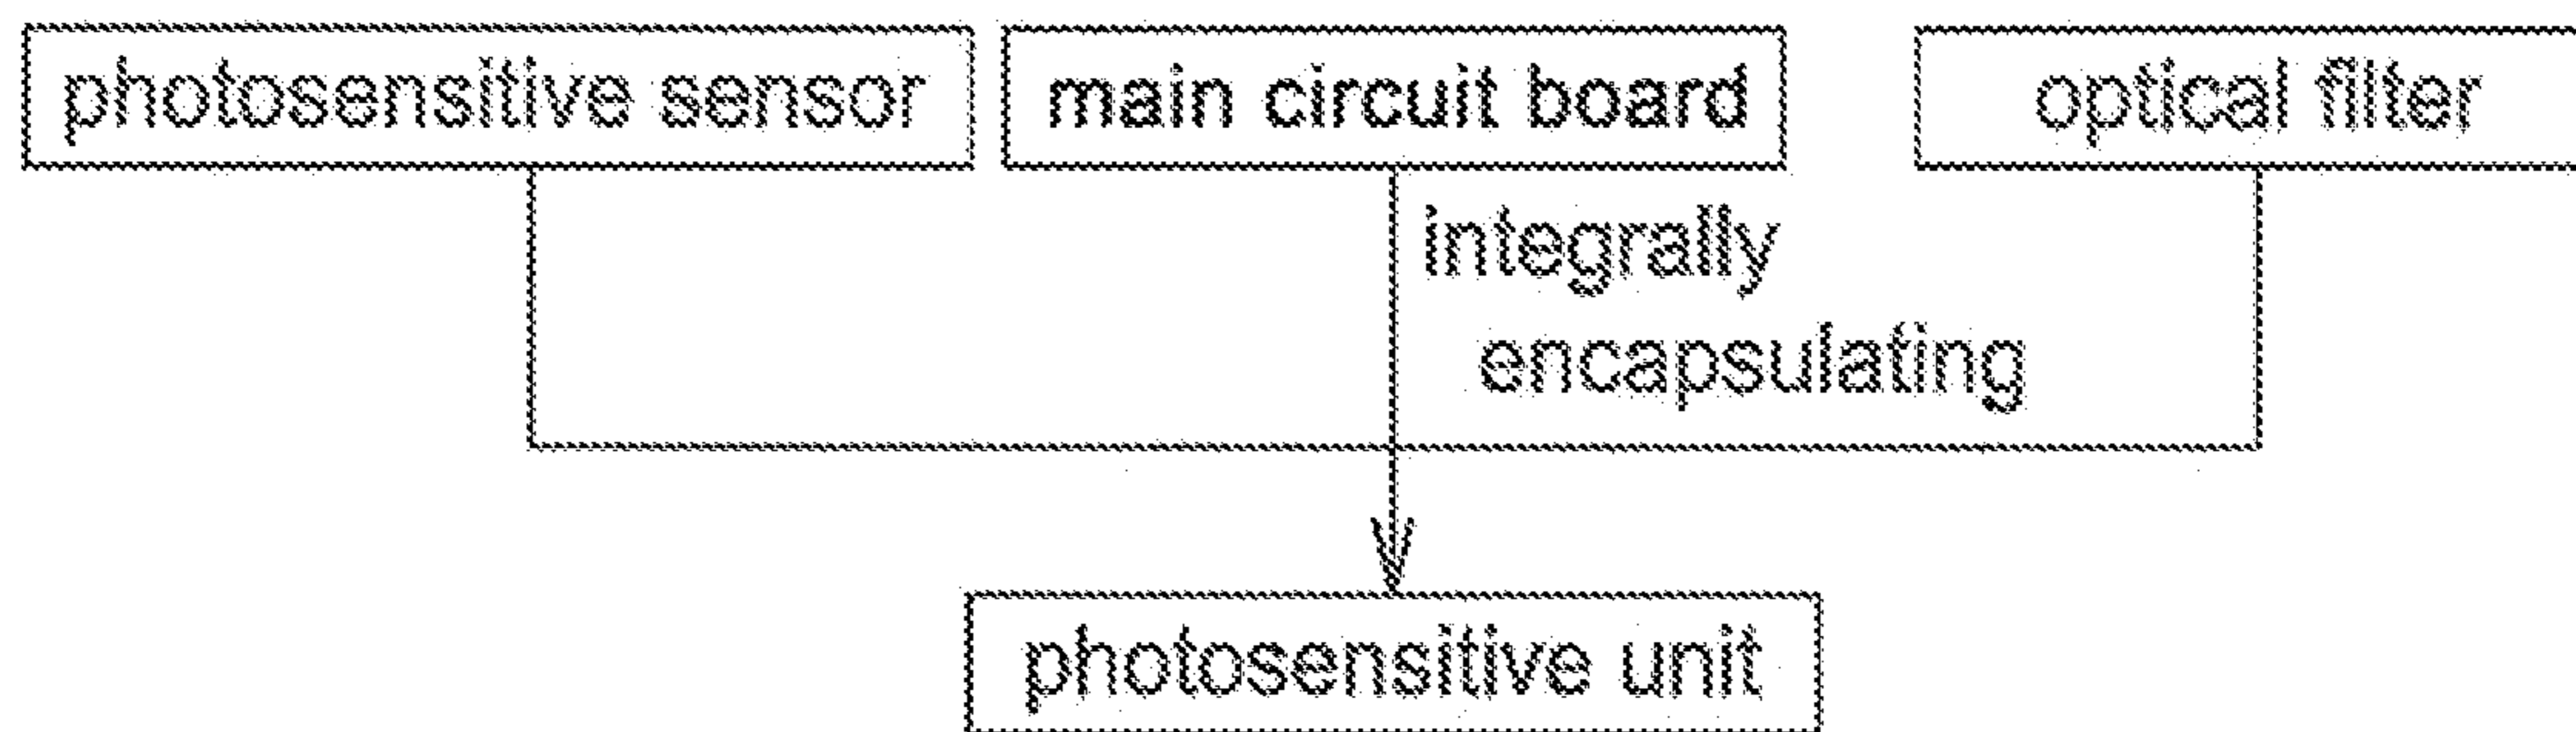 photosensitive sensor
main circuit board
optical filter
integrally
encapsulating
photosensitive unit